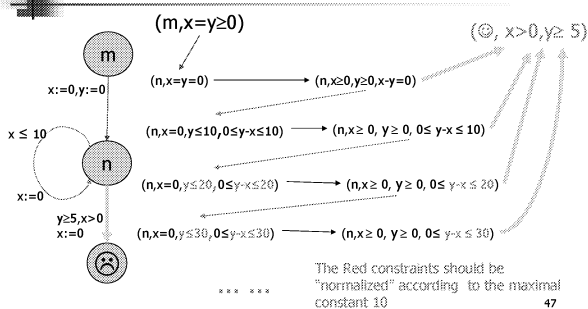 (m,x=y≥0)
(☺, x>0,y≥ 5)
m
x:=0,y:=0
(n,x=y=0)
(n,x≥0,y≥0,x-y=0)
x ≤ 10
(n,x=0,y≤10,0≤y-x≤10)
(n,x≥ 0, y ≥ 0, 0≤ y-x ≤ 10)
n
(n,x=0,y≤20,0≤y-x≤20)
(n,x≥ 0, y ≥ 0, 0≤ y-x ≤ 20)
x:=0
y≥5,x>0
x:=0
(n,x=0,y≤30,0≤y-x≤30)
(n,x≥ 0, y ≥ 0, 0≤ y-x ≤ 30)
☹
The Red constraints should be
"normalized" according to the maximal
... ...
constant 10
47